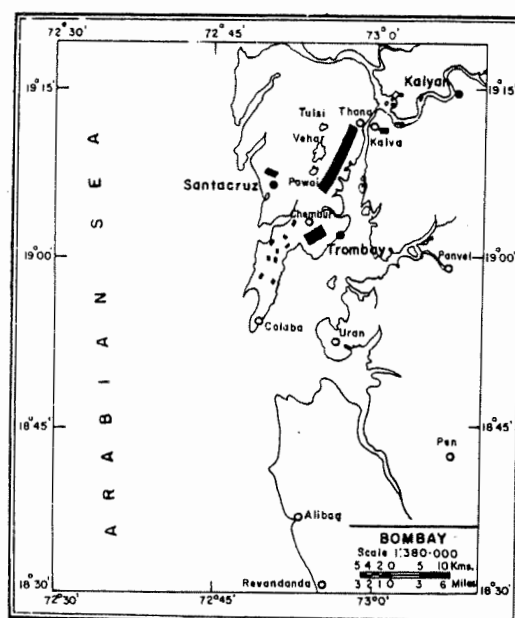 72°30' 72°45' 73°0'
19°15' 19°15'
Kalyan
Tulsi Thana
Vehar Kalva
Powai
Santacruz
Chembur
Trombay
19°00' 19°00'
Panvel
Colaba
Uran
ARABIAN SEA
18°45' 18°45'
Pen
Alibag
BOMBAY
Scale 1:380·000
5 4 2 0 5 10 Kms.
3 2 1 0 3 6 Miles
Revandanda
18°30' 18°30'
72°30' 72°45' 73°0'